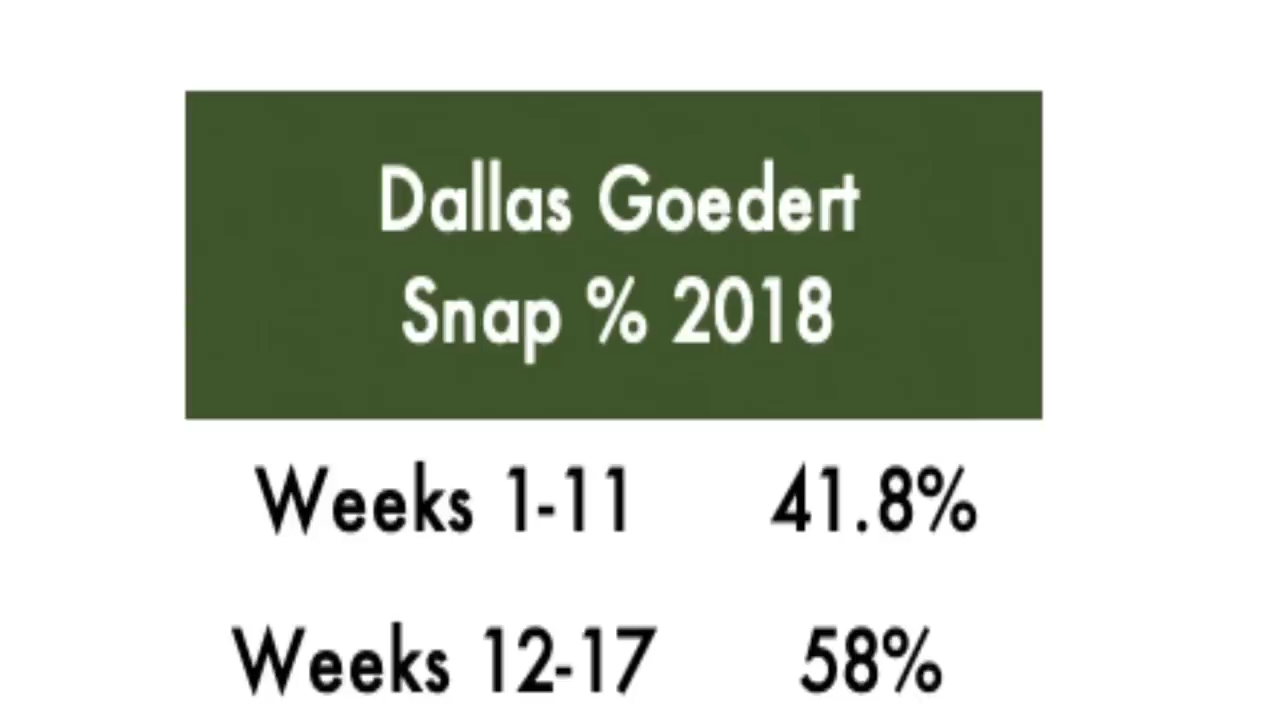 Dallas Goedert
Snap % 2018
Weeks 1-11 41.8%
Weeks 12-17 58%